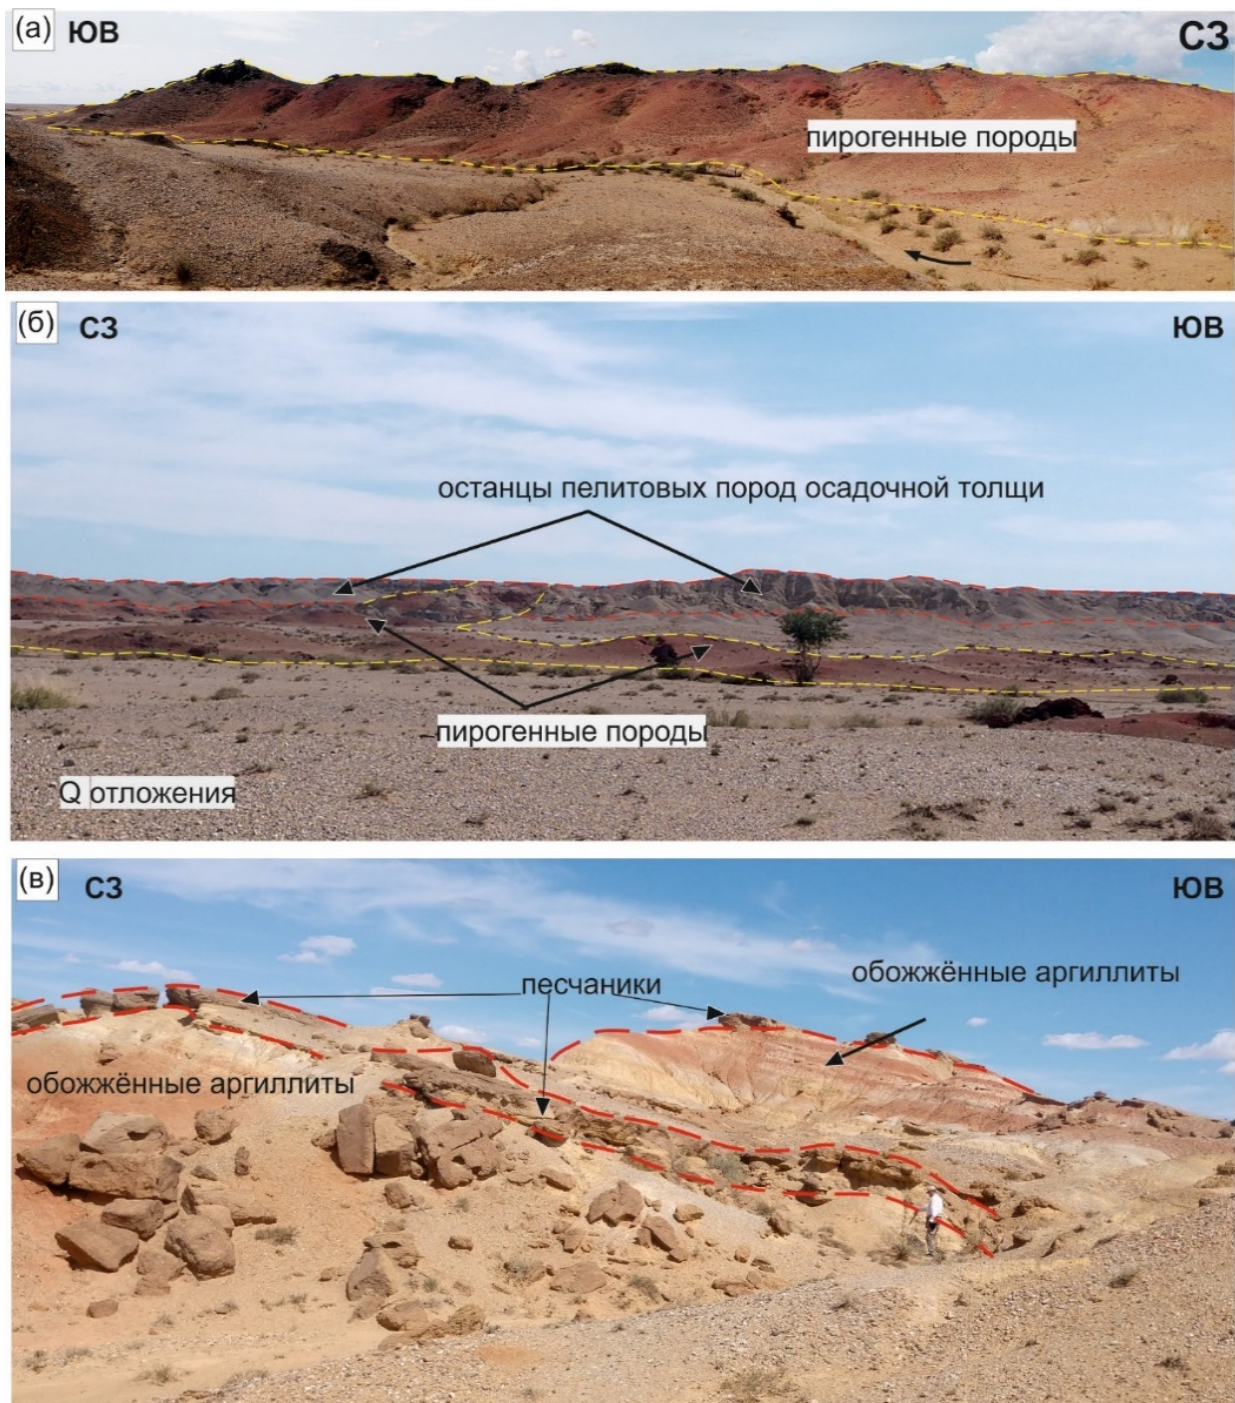 (а) ЮВ
СЗ
пирогенные породы
(б) СЗ
ЮВ
останцы пелитовых пород осадочной толщи
пирогенные породы
Q отложения
(в) СЗ
ЮВ
песчаники
обожжённые аргиллиты
обожжённые аргиллиты